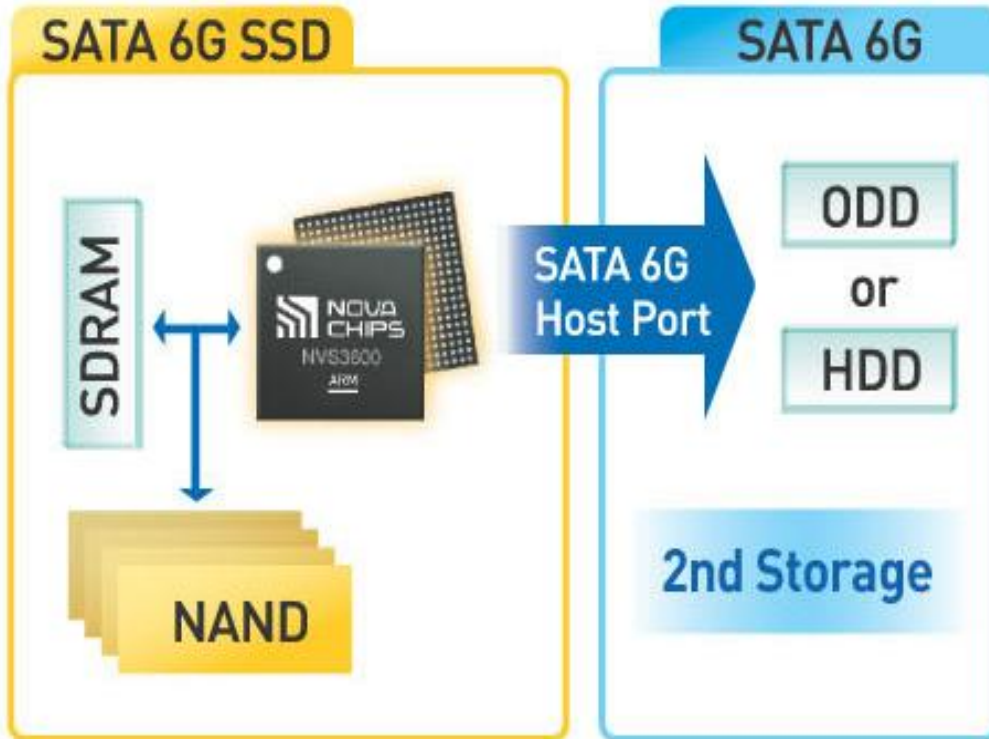 SATA 6G SSD
SDRAM
NOVA
CHIPS
NVS3600
ARM
NAND
SATA 6G
Host Port
SATA 6G
ODD
or
HDD
2nd Storage